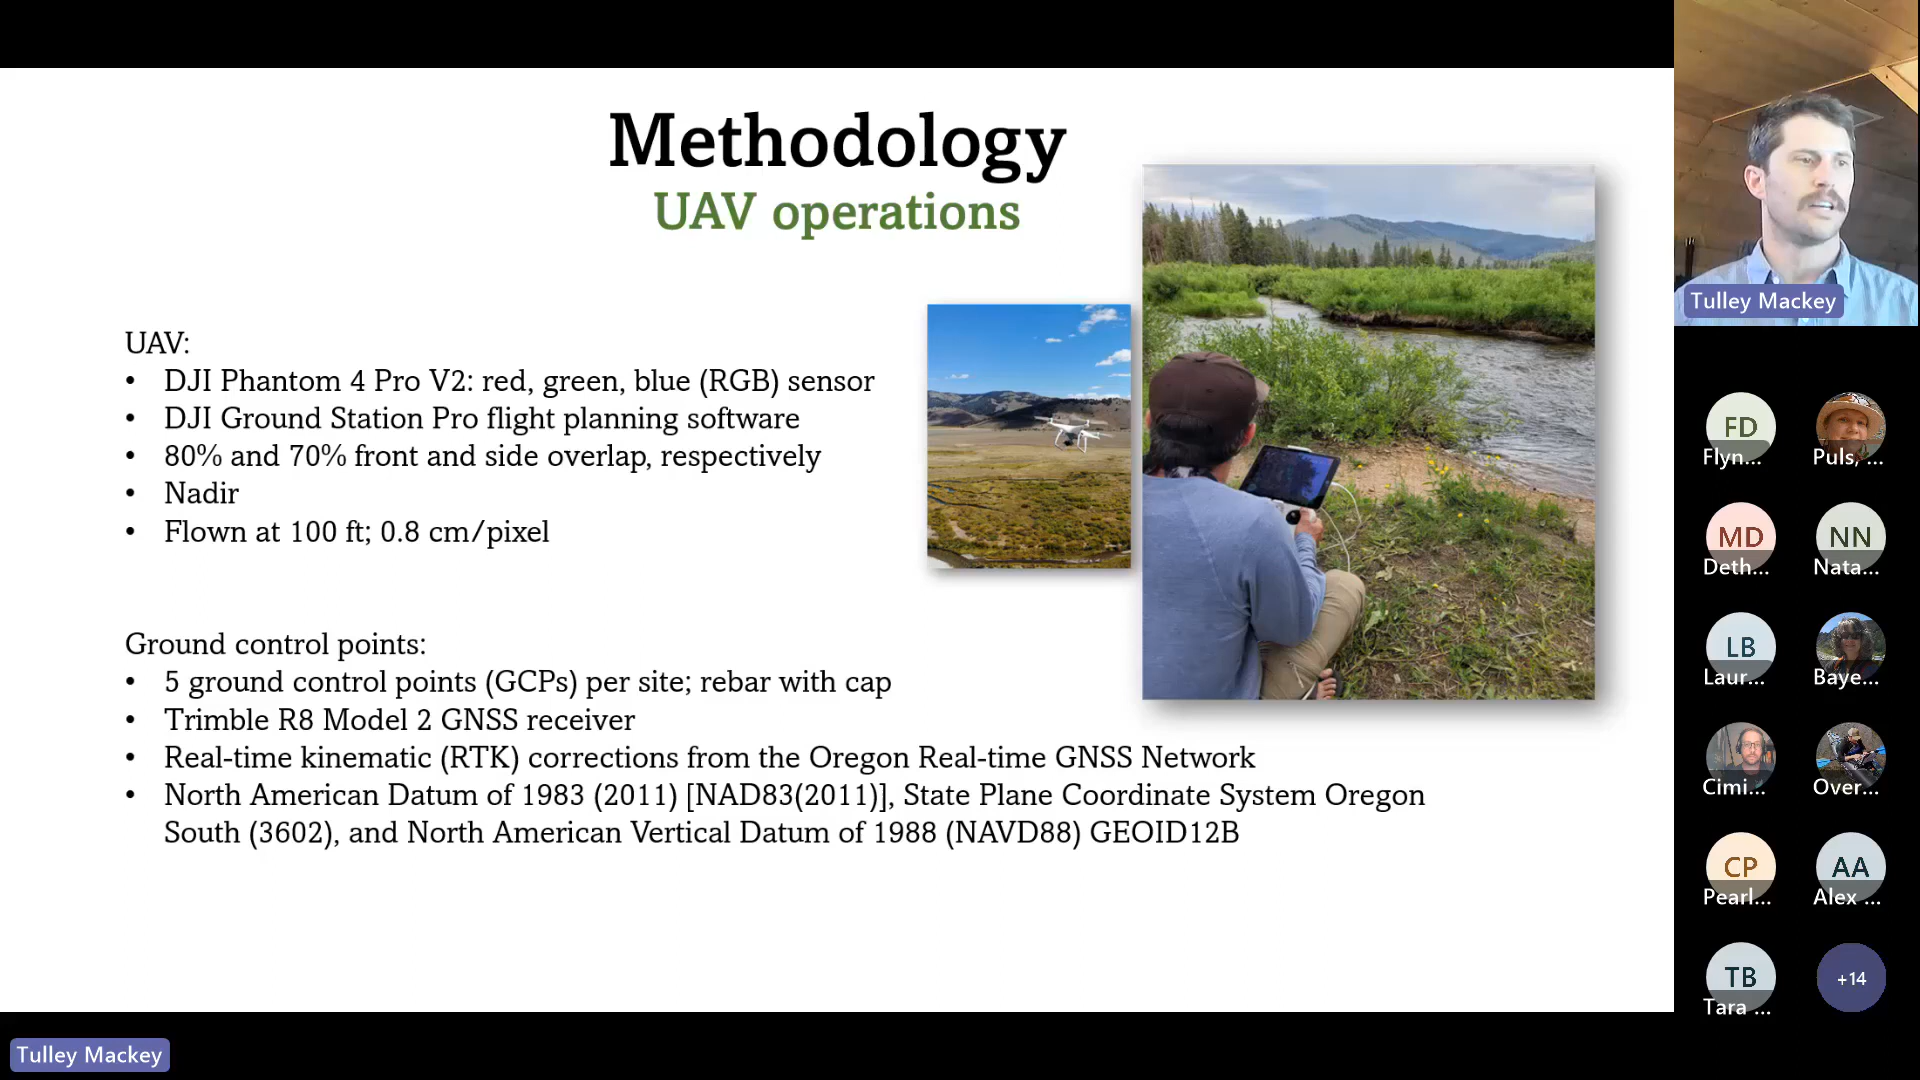 Methodology
UAV operations
UAV:
• DJI Phantom 4 Pro V2: red, green, blue (RGB) sensor
• DJI Ground Station Pro flight planning software
• 80% and 70% front and side overlap, respectively
• Nadir
• Flown at 100 ft; 0.8 cm/pixel
Ground control points:
• 5 ground control points (GCPs) per site; rebar with cap
• Trimble R8 Model 2 GNSS receiver
• Real-time kinematic (RTK) corrections from the Oregon Real-time GNSS Network
• North American Datum of 1983 (2011) [NAD83(2011)], State Plane Coordinate System Oregon
South (3602), and North American Vertical Datum of 1988 (NAVD88) GEOID12B
Tulley Mackey
FD
Flyn...
Puls, ...
MD
Deth...
NN
Nata...
LB
Laur...
Baye...
Cimi...
Over...
CP
Pearl...
AA
Alex ...
TB
Tara ...
+14
Tulley Mackey